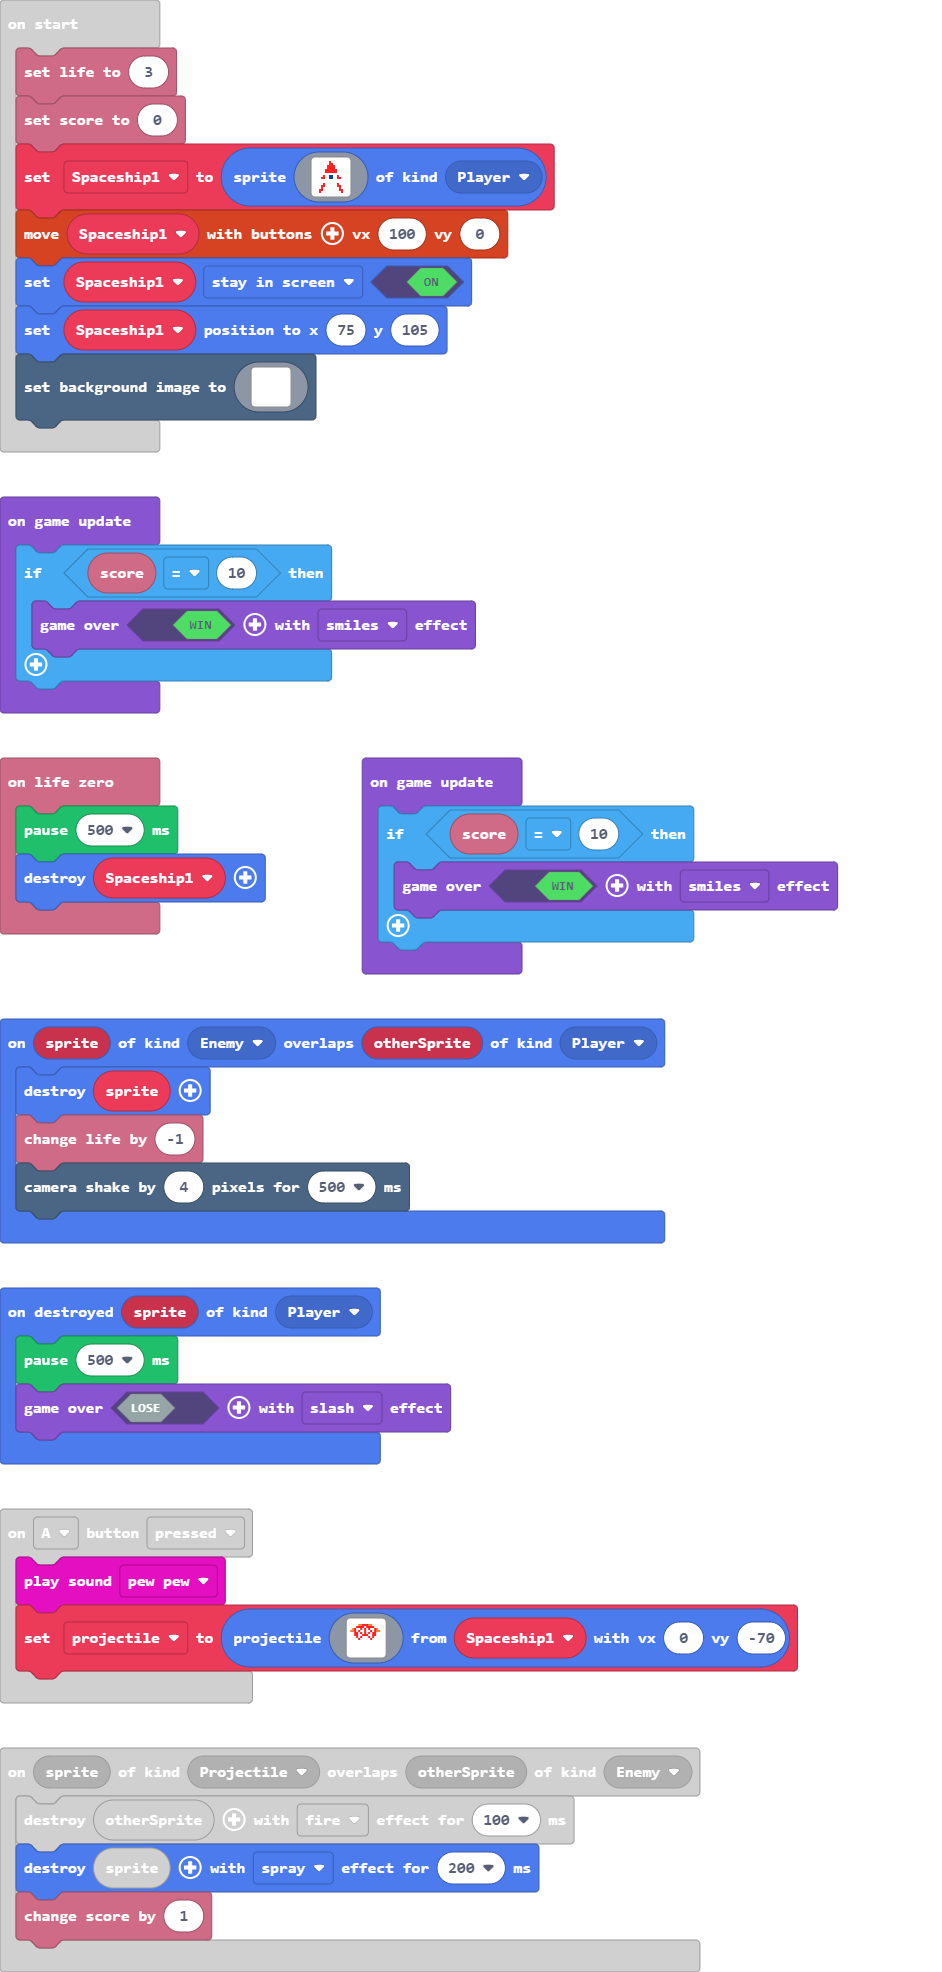 on start
set life to 3
set score to 0
set Spaceship1 to sprite of kind Player
move Spaceship1 with buttons vx 100 vy 0
set Spaceship1 stay in screen ON
set Spaceship1 position to x 75 y 105
set background image to
on game update
if score = 10 then
game over WIN with smiles effect
on life zero
pause 500 ms
destroy Spaceship1
on game update
if score = 10 then
game over WIN with smiles effect
on sprite of kind Enemy overlaps otherSprite of kind Player
destroy sprite
change life by -1
camera shake by 4 pixels for 500 ms
on destroyed sprite of kind Player
pause 500 ms
game over LOSE with slash effect
on A button pressed
play sound pew pew
set projectile to projectile from Spaceship1 with vx 0 vy -70
on sprite of kind Projectile overlaps otherSprite of kind Enemy
destroy otherSprite with fire effect for 100 ms
destroy sprite with spray effect for 200 ms
change score by 1